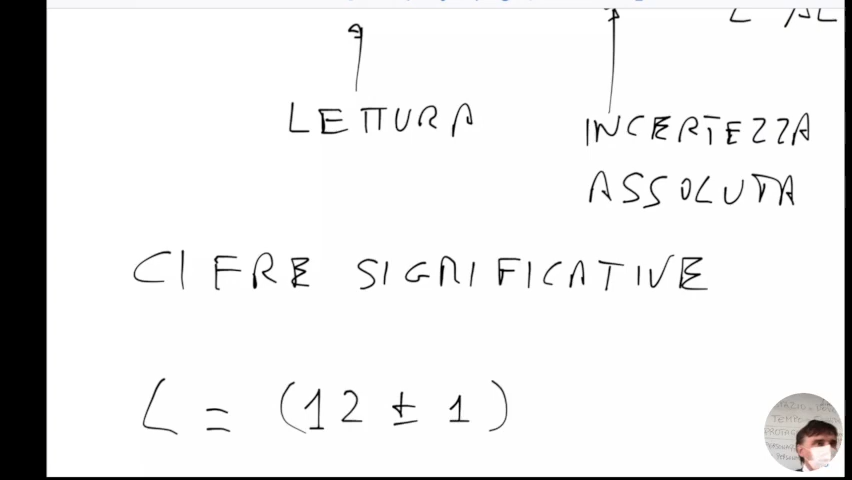 LETTURA
INCERTEZZA
ASSOLUTA
CIFRE SIGNIFICATIVE
L = (12 ± 1)